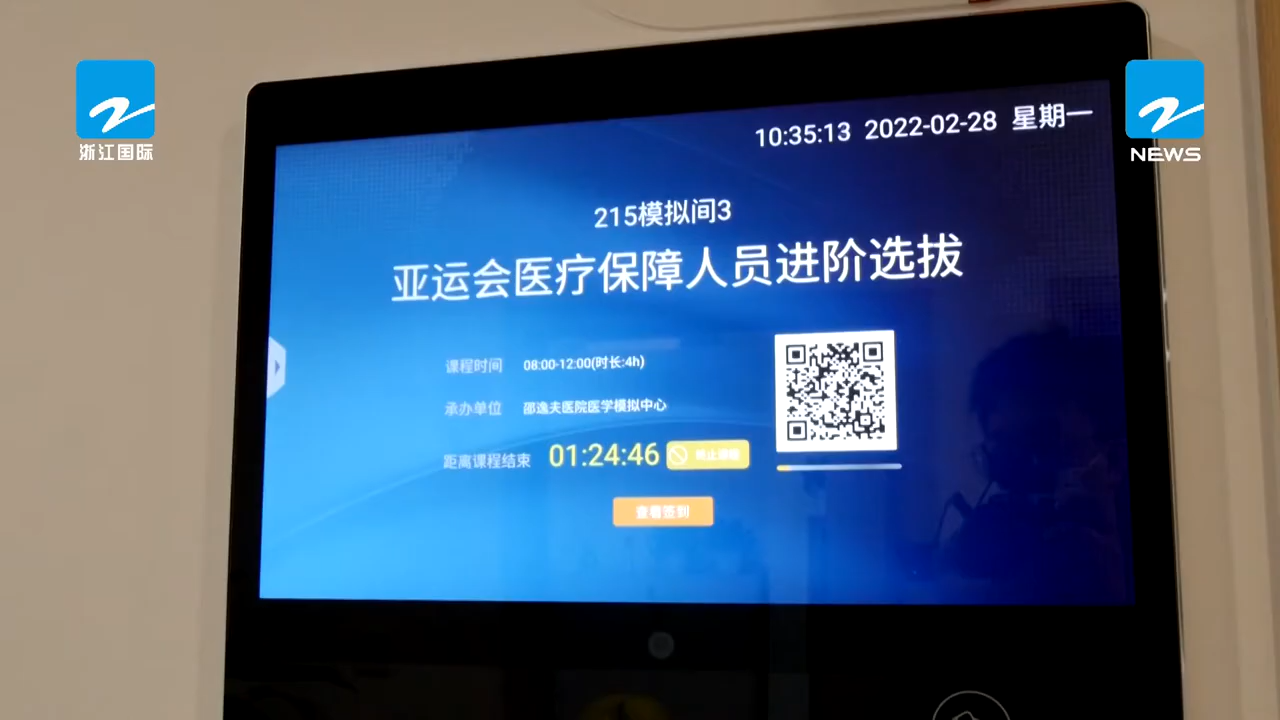 浙江国际
NEWS
10:35:13 2022-02-28 星期一
215模拟间3
亚运会医疗保障人员进阶选拔
课程时间 08:00-12:00(时长:4h)
承办单位 邵逸夫医院医学模拟中心
距离课程结束 01:24:46
查看签到